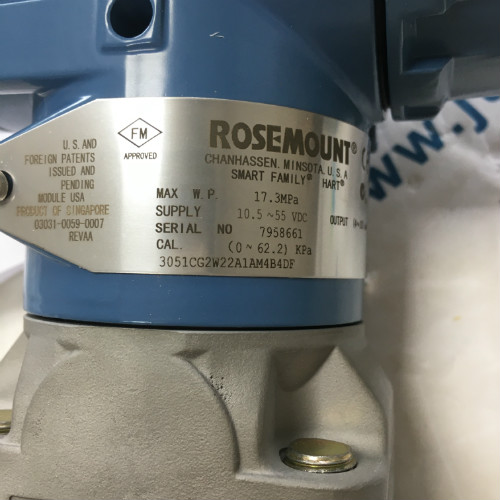 U.S. AND
FOREIGN PATENTS
ISSUED AND
PENDING
MODULE USA
PRODUCT OF SINGAPORE
03031-0059-0007
REVAA
FM
APPROVED
ROSEMOUNT®
CHANHASSEN, MINSOTA, U.S.A
SMART FAMILY® HART®
MAX W.P. 17.3MPa
SUPPLY 10.5~55 VDC OUTPUT
SERIAL NO 7958661
CAL. (0~62.2) KPa
3051CG2W22A1AM4B4DF